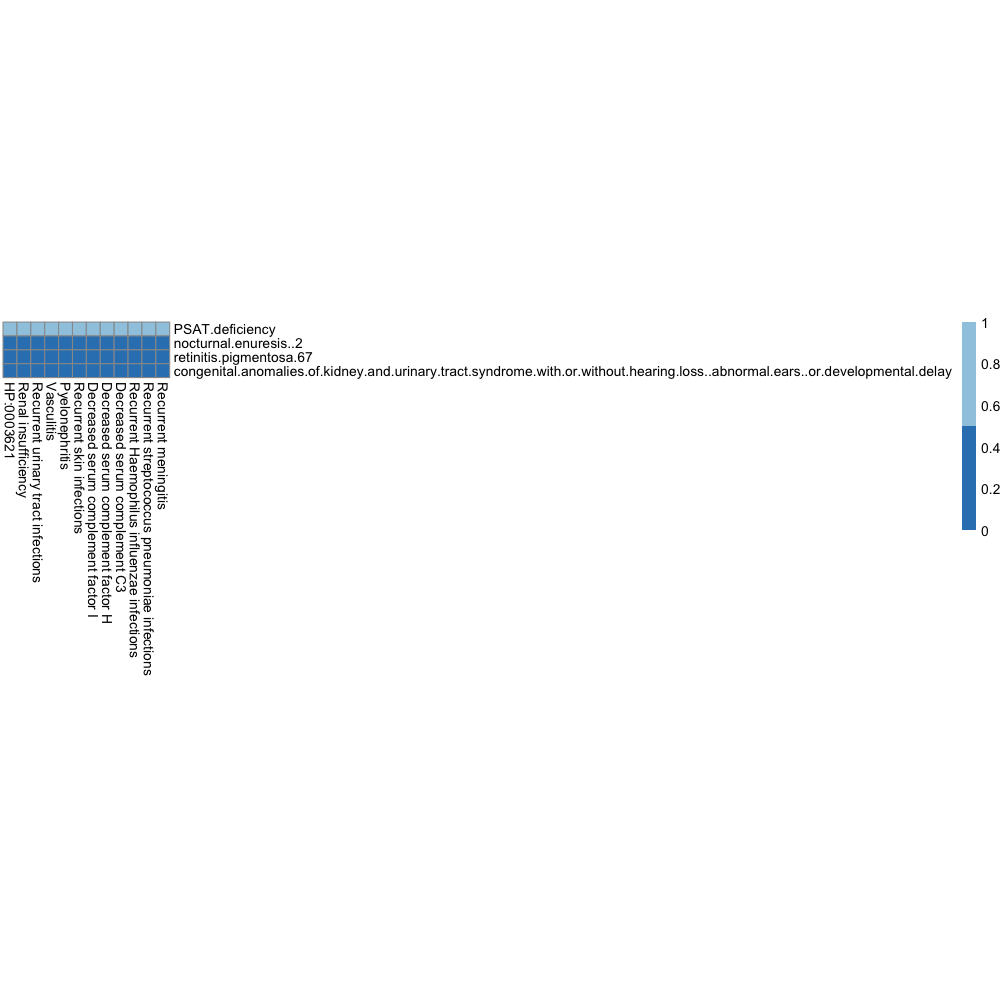 PSAT.deficiency
nocturnal.enuresis..2
retinitis.pigmentosa.67
congenital.anomalies.of.kidney.and.urinary.tract.syndrome.with.or.without.hearing.loss..abnormal.ears..or.developmental.delay
HP:0003621
Renal insufficiency
Recurrent urinary tract infections
Vasculitis
Pyelonephritis
Recurrent skin infections
Decreased serum complement factor I
Decreased serum complement factor H
Decreased serum complement C3
Recurrent Haemophilus influenzae infections
Recurrent streptococcus pneumoniae infections
Recurrent meningitis
1
0.8
0.6
0.4
0.2
0